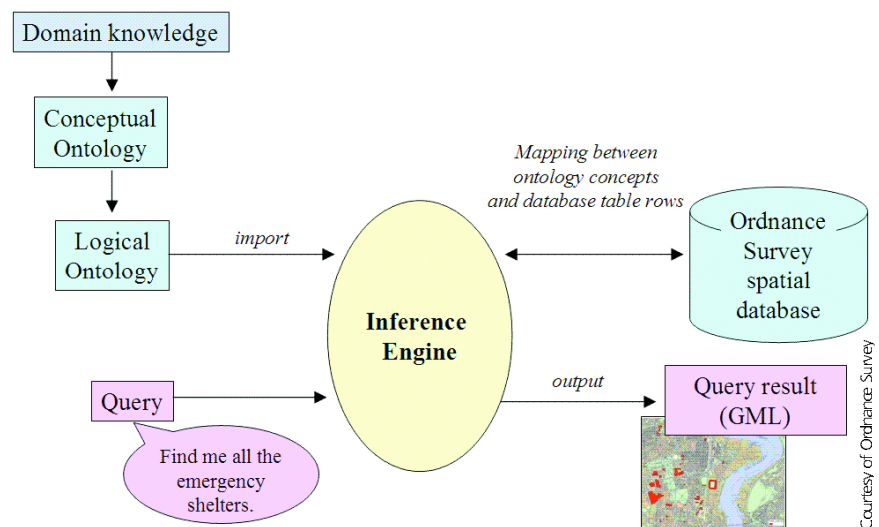 Domain knowledge
Conceptual
Ontology
Logical
Ontology
import
Mapping between
ontology concepts
and database table rows
Ordnance
Survey
spatial
database
Inference
Engine
Query
Find me all the
emergency
shelters.
output
Query result
(GML)
Courtesy of Ordnance Survey